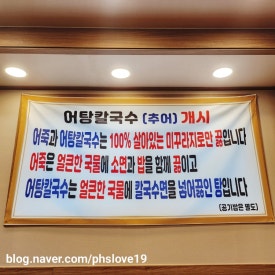 어탕칼국수 (추어) 개시
어죽과 어탕칼국수는 100% 살아있는 미꾸라지로만 끓입니다
어죽은 얼큰한 국물에 소면과 밥을 함께 끓이고
어탕칼국수는 얼큰한 국물에 칼국수면을 넣어끓인 탕입니다
(공기밥은 별도)
blog.naver.com/phslove19